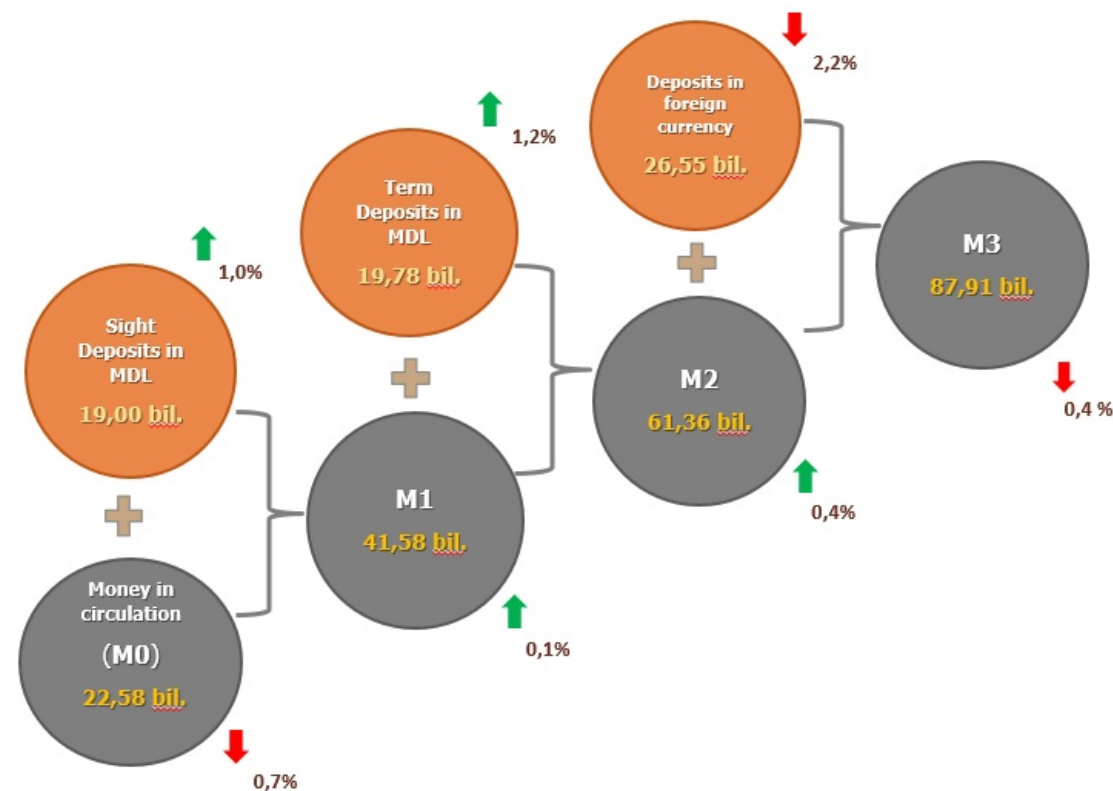 Sight
Deposits in
MDL
19,00 bil.
1,0%
Money in
circulation
(M0)
22,58 bil.
0,7%
Term
Deposits in
MDL
19,78 bil.
1,2%
M1
41,58 bil.
0,1%
Deposits in
foreign
currency
26,55 bil.
2,2%
M2
61,36 bil.
0,4%
M3
87,91 bil.
0,4 %